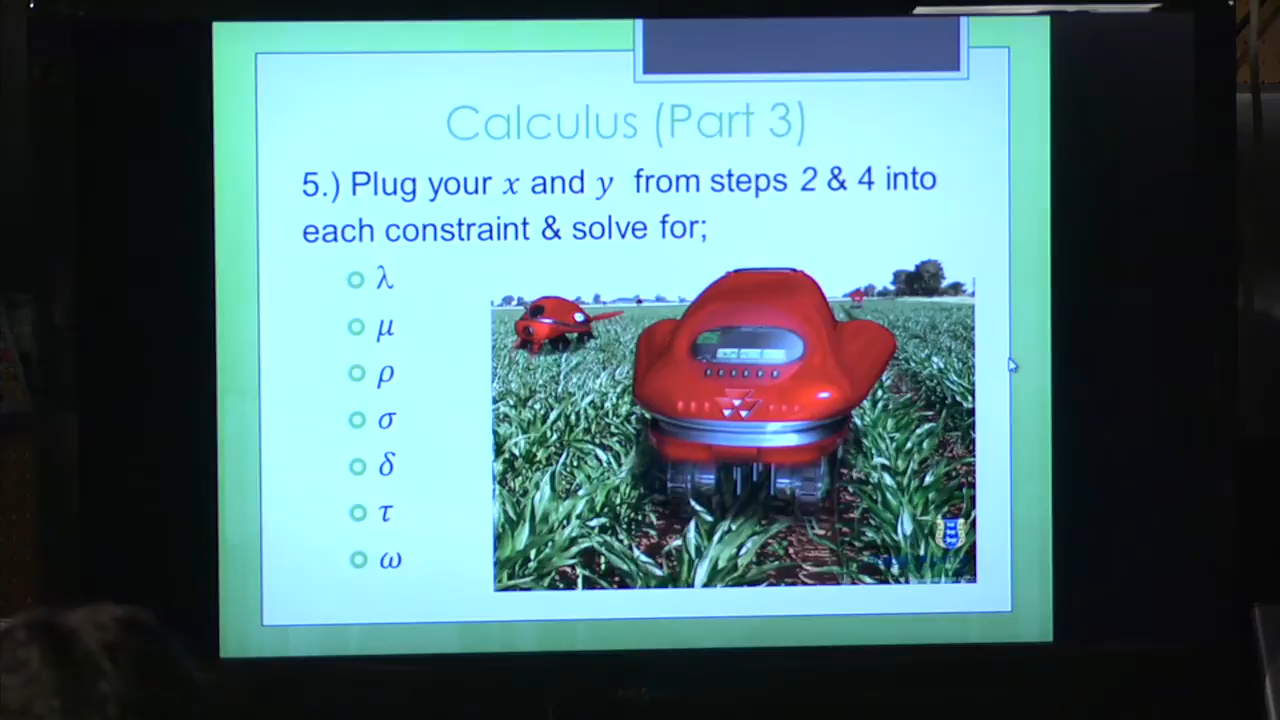 Calculus (Part 3)
5.) Plug your x and y from steps 2 & 4 into
each constraint & solve for;
λ
μ
ρ
σ
δ
τ
ω